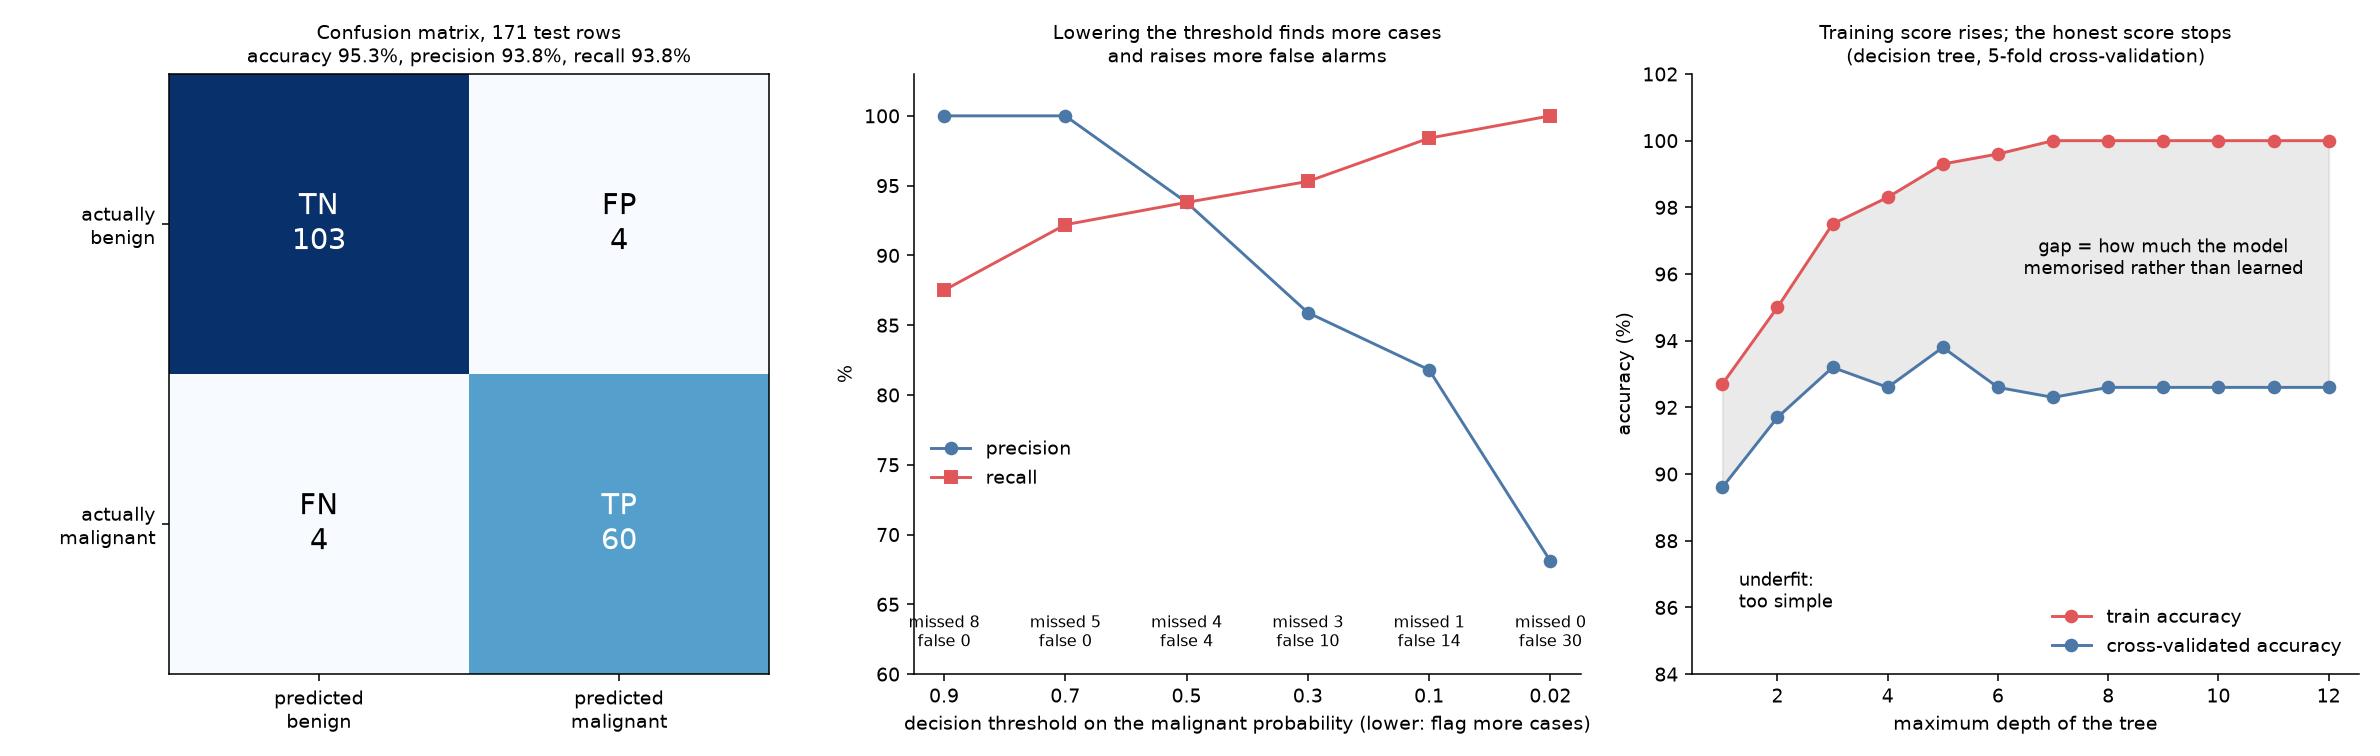 Confusion matrix, 171 test rows
accuracy 95.3%, precision 93.8%, recall 93.8%
actually
benign
TN
103
FP
4
actually
malignant
FN
4
TP
60
predicted
benign
predicted
malignant
Lowering the threshold finds more cases
and raises more false alarms
%
100
95
90
85
80
75
70
65
60
precision
recall
missed 8
false 0
missed 5
false 0
missed 4
false 4
missed 3
false 10
missed 1
false 14
missed 0
false 30
0.9
0.7
0.5
0.3
0.1
0.02
decision threshold on the malignant probability (lower: flag more cases)
Training score rises; the honest score stops
(decision tree, 5-fold cross-validation)
accuracy (%)
102
100
98
96
94
92
90
88
86
84
gap = how much the model
memorised rather than learned
underfit:
too simple
train accuracy
cross-validated accuracy
2
4
6
8
10
12
maximum depth of the tree